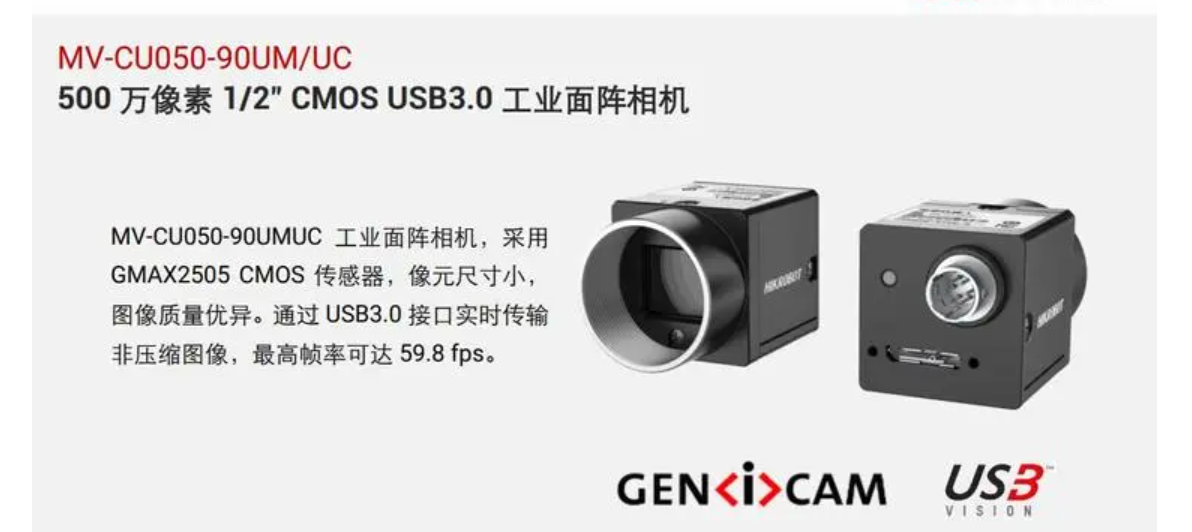 MV-CU050-90UM/UC
500 万像素 1/2" CMOS USB3.0 工业面阵相机
MV-CU050-90UMUC 工业面阵相机，采用
GMAX2505 CMOS 传感器，像元尺寸小，
图像质量优异。通过 USB3.0 接口实时传输
非压缩图像，最高帧率可达 59.8 fps。
HIKROBOT
HIKROBOT
GEN<i>CAM
USB3
VISION